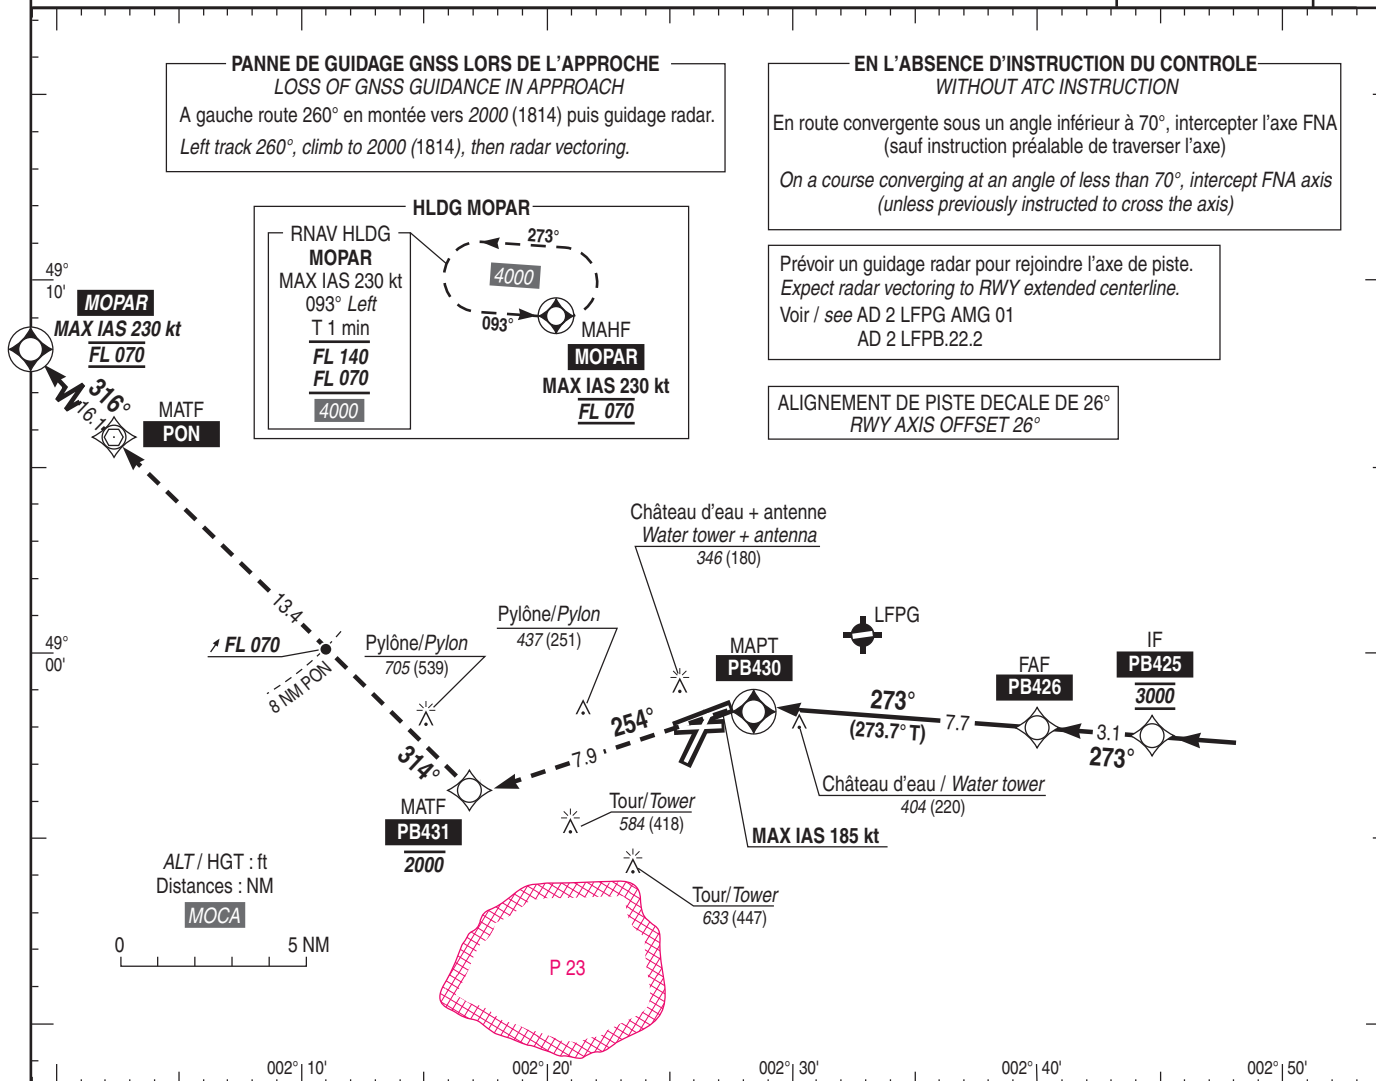 PANNE DE GUIDAGE GNSS LORS DE L'APPROCHE
LOSS OF GNSS GUIDANCE IN APPROACH
A gauche route 260° en montée vers 2000 (1814) puis guidage radar.
Left track 260°, climb to 2000 (1814), then radar vectoring.
EN L'ABSENCE D'INSTRUCTION DU CONTROLE
WITHOUT ATC INSTRUCTION
En route convergente sous un angle inférieur à 70°, intercepter l'axe FNA
(sauf instruction préalable de traverser l'axe)
On a course converging at an angle of less than 70°, intercept FNA axis
(unless previously instructed to cross the axis)
HLDG MOPAR
RNAV HLDG
MOPAR
MAX IAS 230 kt
093° Left
T 1 min
FL 140
FL 070
4000
273°
4000
093°
MAHF
MOPAR
MAX IAS 230 kt
FL 070
Prévoir un guidage radar pour rejoindre l'axe de piste.
Expect radar vectoring to RWY extended centerline.
Voir / see AD 2 LFPG AMG 01
AD 2 LFPB.22.2
ALIGNEMENT DE PISTE DECALE DE 26°
RWY AXIS OFFSET 26°
49°
10'
MOPAR
MAX IAS 230 kt
FL 070
316°
16.1
MATF
PON
13.4
FL 070
8 NM PON
314°
Pylône/Pylon
705 (539)
Pylône/Pylon
437 (251)
Château d'eau + antenne
Water tower + antenna
346 (180)
LFPG
MAPT
PB430
IF
PB425
3000
FAF
PB426
49°
00'
254°
7.9
273°
(273.7° T)
7.7
3.1
273°
Château d'eau / Water tower
404 (220)
MAX IAS 185 kt
MATF
PB431
2000
Tour/Tower
584 (418)
Tour/Tower
633 (447)
ALT / HGT : ft
Distances : NM
MOCA
0
5 NM
P 23
002° 10'
002° 20'
002° 30'
002° 40'
002° 50'